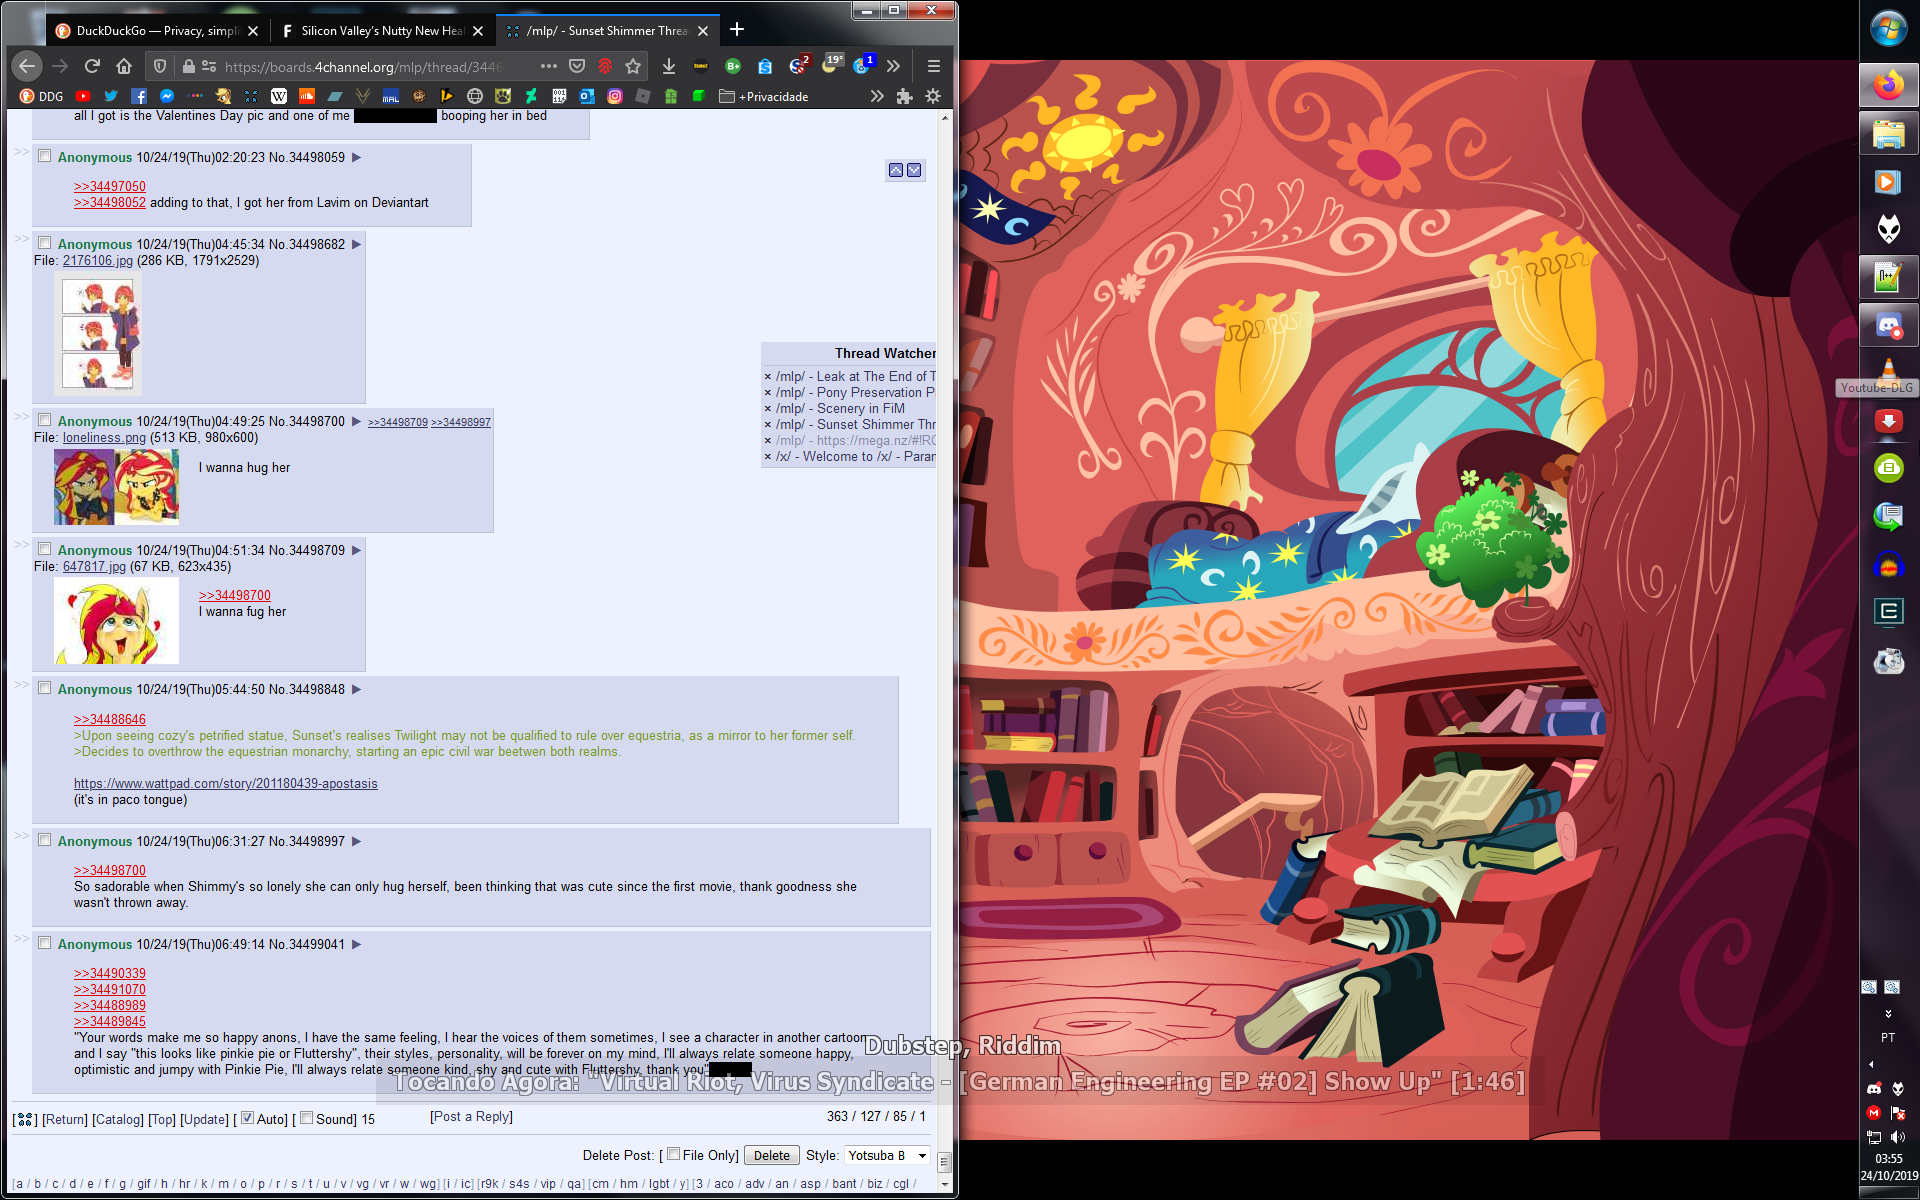 DuckDuckGo — Privacy, simpli
Silicon Valley's Nutty New Heal
/mlp/ - Sunset Shimmer Threa
https://boards.4channel.org/mlp/thread/3446
2
19°
1
DDG
MAL
+Privacidade
all I got is the Valentines Day pic and one of me booping her in bed
>> Anonymous 10/24/19(Thu)02:20:23 No.34498059 ▶
>>34497050
>>34498052 adding to that, I got her from Lavim on Deviantart
>> Anonymous 10/24/19(Thu)04:45:34 No.34498682 ▶
File: 2176106.jpg (286 KB, 1791x2529)
Thread Watcher
× /mlp/ - Leak at The End of T
× /mlp/ - Pony Preservation P
× /mlp/ - Scenery in FiM
× /mlp/ - Sunset Shimmer Thr
× /mlp/ - https://mega.nz/#!RC
× /x/ - Welcome to /x/ - Paran
>> Anonymous 10/24/19(Thu)04:49:25 No.34498700 ▶ >>34498709 >>34498997
File: loneliness.png (513 KB, 980x600)
I wanna hug her
>> Anonymous 10/24/19(Thu)04:51:34 No.34498709 ▶
File: 647817.jpg (67 KB, 623x435)
>>34498700
I wanna fug her
>> Anonymous 10/24/19(Thu)05:44:50 No.34498848 ▶
>>34488646
>Upon seeing cozy's petrified statue, Sunset's realises Twilight may not be qualified to rule over equestria, as a mirror to her former self.
>Decides to overthrow the equestrian monarchy, starting an epic civil war beetwen both realms.
https://www.wattpad.com/story/201180439-apostasis
(it's in paco tongue)
>> Anonymous 10/24/19(Thu)06:31:27 No.34498997 ▶
>>34498700
So sadorable when Shimmy's so lonely she can only hug herself, been thinking that was cute since the first movie, thank goodness she
wasn't thrown away.
>> Anonymous 10/24/19(Thu)06:49:14 No.34499041 ▶
>>34490339
>>34491070
>>34488989
>>34489845
"Your words make me so happy anons, I have the same feeling, I hear the voices of them sometimes, I see a character in another cartoon
and I say "this looks like pinkie pie or Fluttershy", their styles, personality, will be forever on my mind, I'll always relate someone happy,
optimistic and jumpy with Pinkie Pie, I'll always relate someone kind, shy and cute with Fluttershy, thank you"
Dubstep, Riddim
Tocando Agora: "Virtual Riot, Virus Syndicate - [German Engineering EP #02] Show Up" [1:46]
[Return] [Catalog] [Top] [Update] [ Auto] [ Sound] 15
[Post a Reply]
363 / 127 / 85 / 1
Delete Post: [ File Only] Delete Style: Yotsuba B
[a / b / c / d / e / f / g / gif / h / hr / k / m / o / p / r / s / t / u / v / vg / vr / w / wg] [i / ic] [r9k / s4s / vip / qa] [cm / hm / lgbt / y] [3 / aco / adv / an / asp / bant / biz / cgl /
Youtube-DLG
PT
03:55
24/10/2019